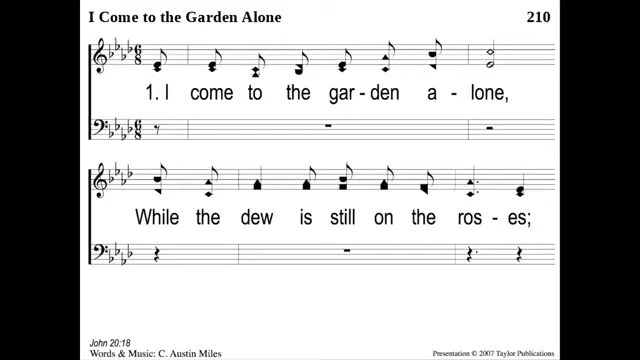 I Come to the Garden Alone 210
1. I come to the gar - den a - lone,
While the dew is still on the ros - es;
John 20:18
Words & Music: C. Austin Miles
Presentation © 2007 Taylor Publications